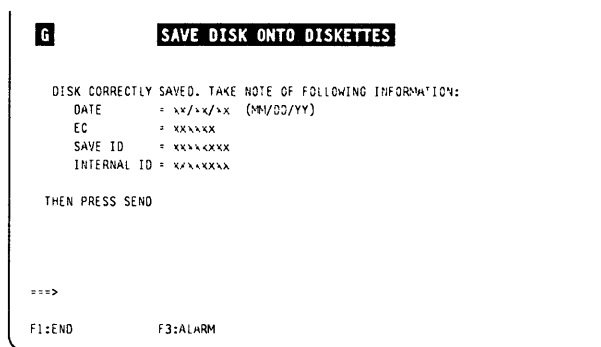 G SAVE DISK ONTO DISKETTES
DISK CORRECTLY SAVED. TAKE NOTE OF FOLLOWING INFORMATION:
DATE = xx/xx/xx (MM/DD/YY)
EC = xxxxxx
SAVE ID = xxxxxxxx
INTERNAL ID = xxxxxxxx
THEN PRESS SEND
===>
F1:END F3:ALARM